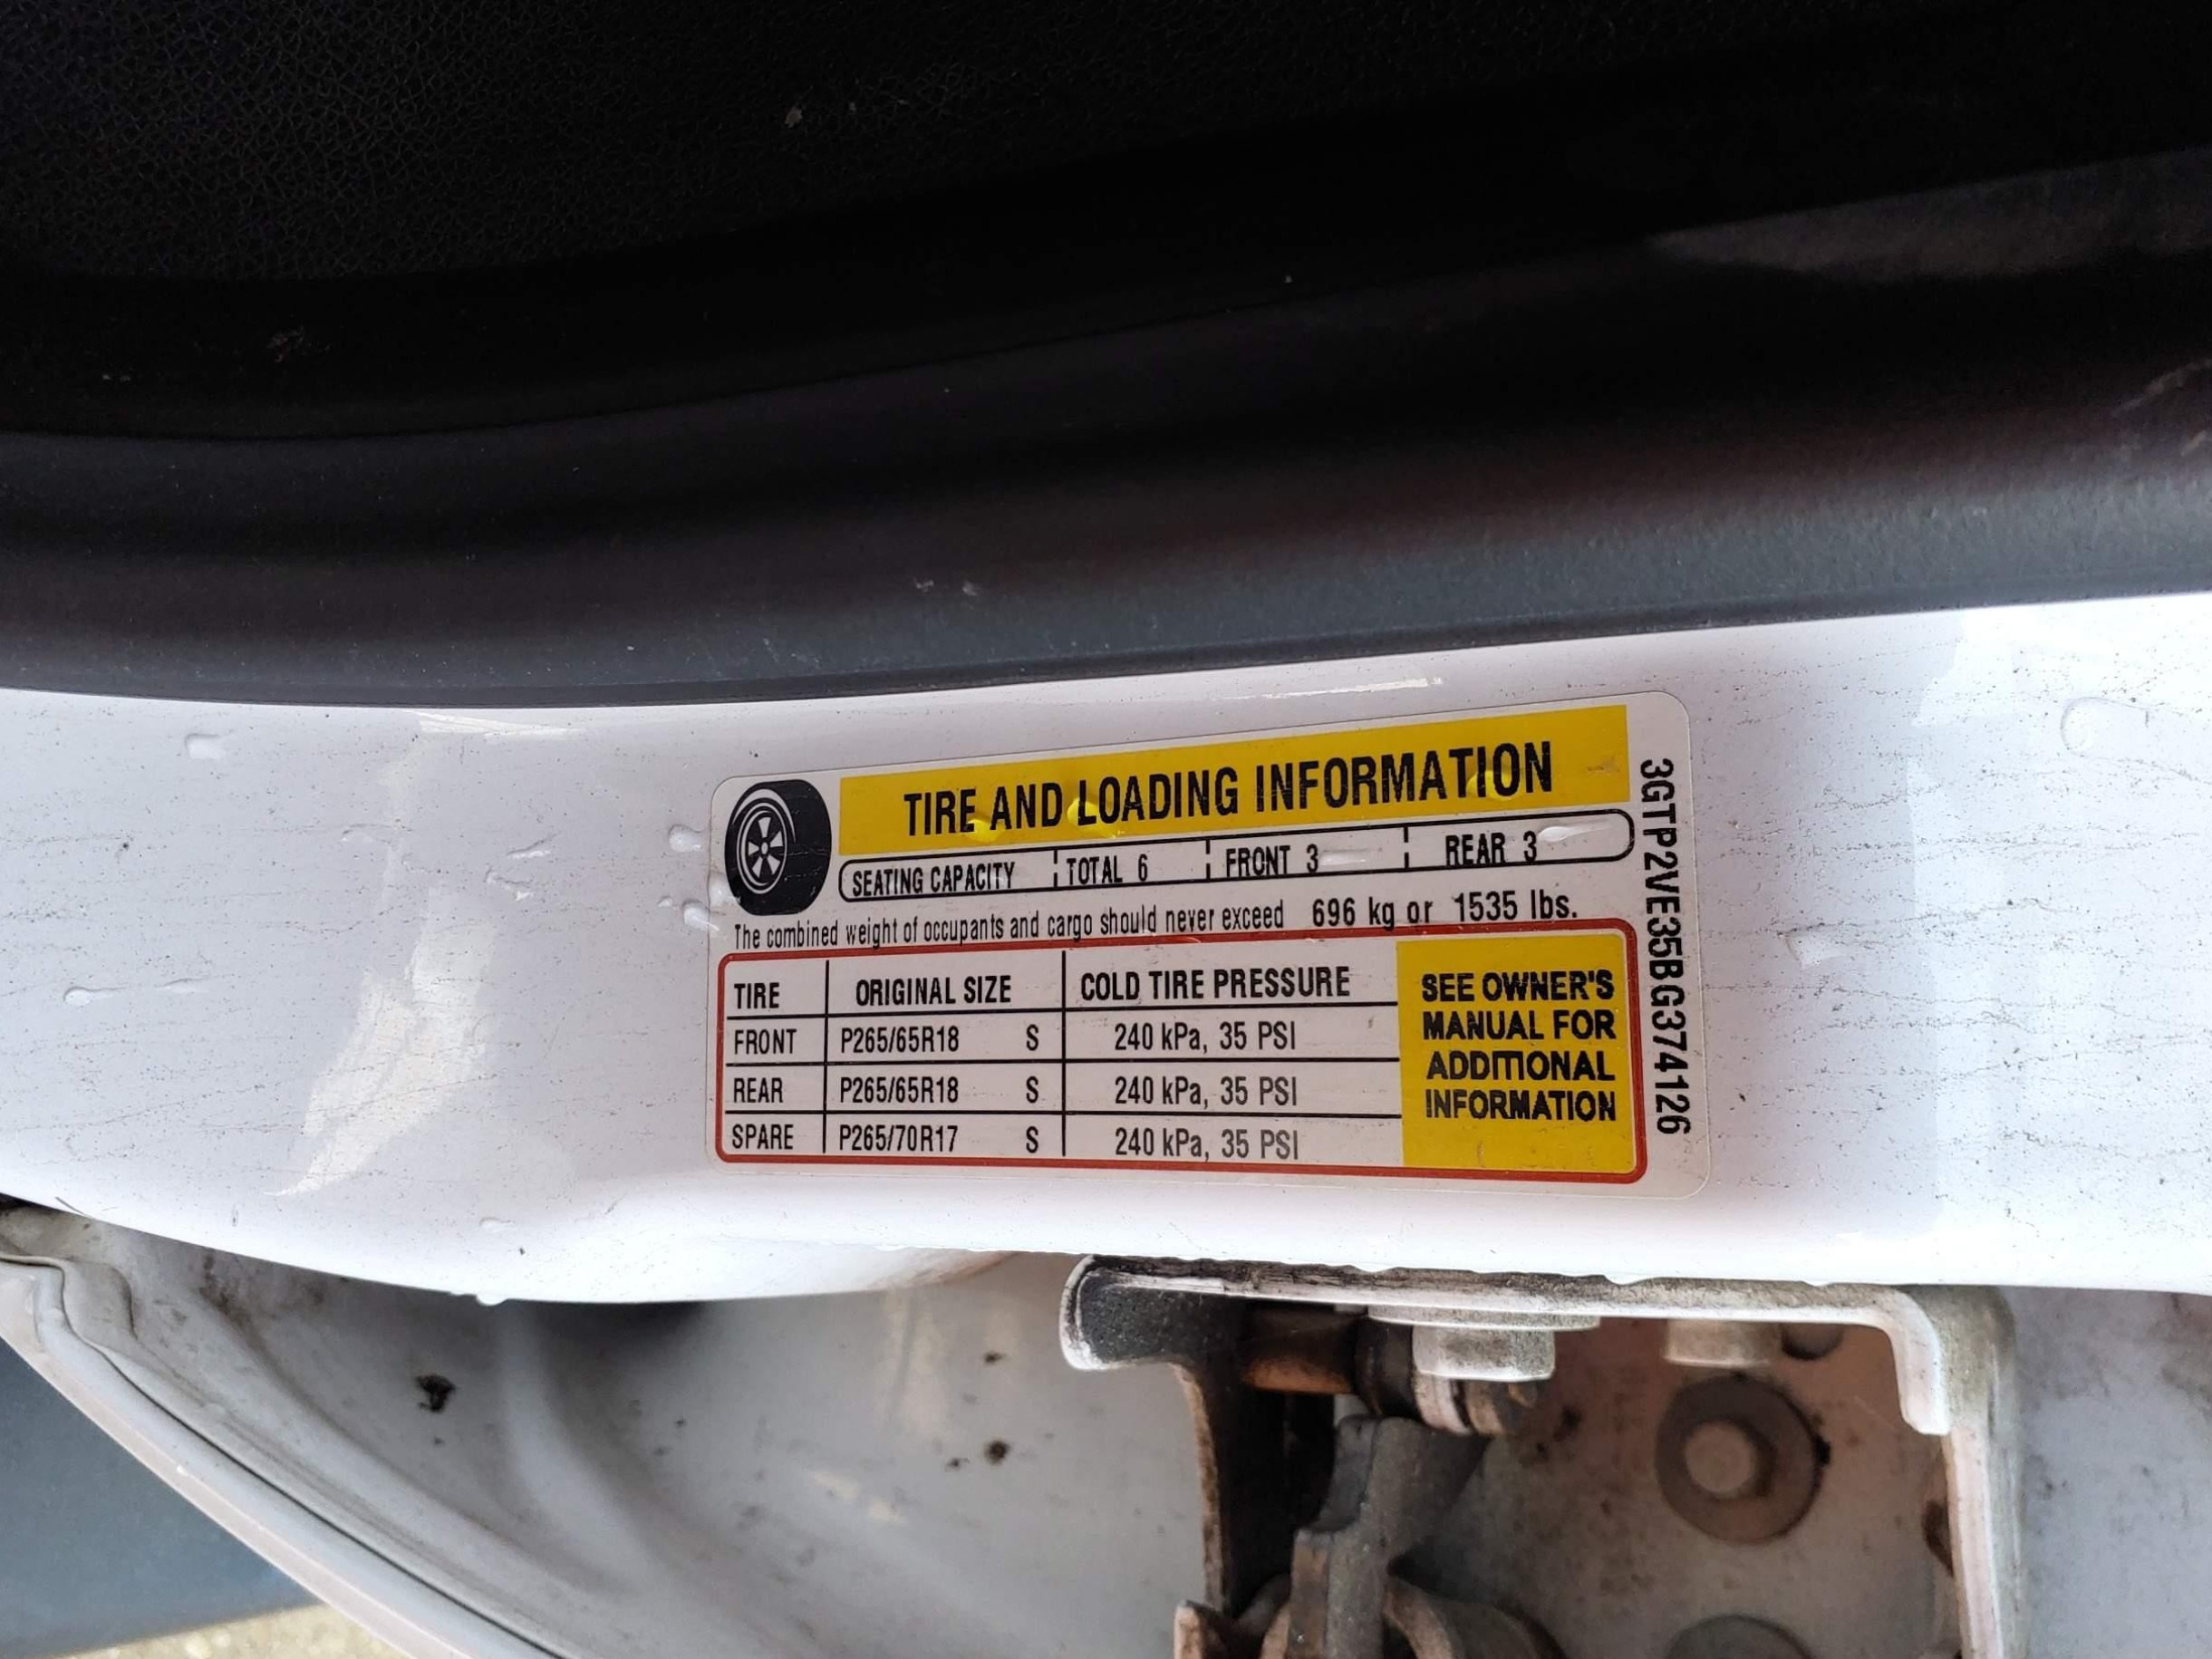 TIRE AND LOADING INFORMATION
SEATING CAPACITY TOTAL 6 FRONT 3 REAR 3
The combined weight of occupants and cargo should never exceed 696 kg or 1535 lbs.
TIRE ORIGINAL SIZE COLD TIRE PRESSURE
FRONT P265/65R18 S 240 kPa, 35 PSI
REAR P265/65R18 S 240 kPa, 35 PSI
SPARE P265/70R17 S 240 kPa, 35 PSI
SEE OWNER'S
MANUAL FOR
ADDITIONAL
INFORMATION
3GTP2VE35BG374126